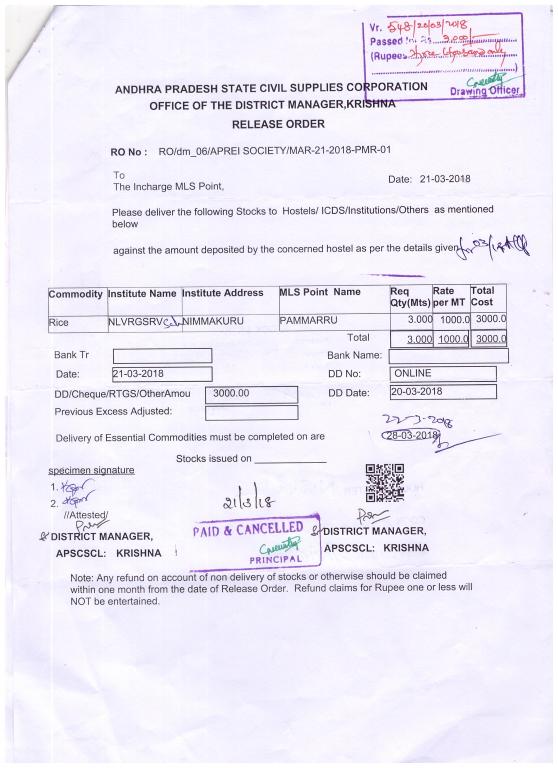 Vr. 548/20/03/2018
Passed for Rs. 3,000/-
(Rupees three thousand only
)
Drawing Officer
ANDHRA PRADESH STATE CIVIL SUPPLIES CORPORATION
OFFICE OF THE DISTRICT MANAGER,KRISHNA
RELEASE ORDER
RO No : RO/dm_06/APREI SOCIETY/MAR-21-2018-PMR-01
To
The Incharge MLS Point,
Date: 21-03-2018
Please deliver the following Stocks to Hostels/ ICDS/Institutions/Others as mentioned
below
against the amount deposited by the concerned hostel as per the details given
Commodity Institute Name Institute Address MLS Point Name Req Qty(Mts) Rate per MT Total Cost
Rice NLVRGSRV NIMMAKURU PAMMARRU 3.000 1000.0 3000.0
Total 3.000 1000.0 3000.0
Bank Tr Bank Name:
Date: 21-03-2018 DD No: ONLINE
DD/Cheque/RTGS/OtherAmou 3000.00 DD Date: 20-03-2018
Previous Excess Adjusted:
22-3-2018
Delivery of Essential Commodities must be completed on are 28-03-2018
Stocks issued on
specimen signature
1.
2.
//Attested/
21/3/18
DISTRICT MANAGER,
APSCSCL: KRISHNA
PAID & CANCELLED
PRINCIPAL
DISTRICT MANAGER,
APSCSCL: KRISHNA
Note: Any refund on account of non delivery of stocks or otherwise should be claimed
within one month from the date of Release Order. Refund claims for Rupee one or less will
NOT be entertained.